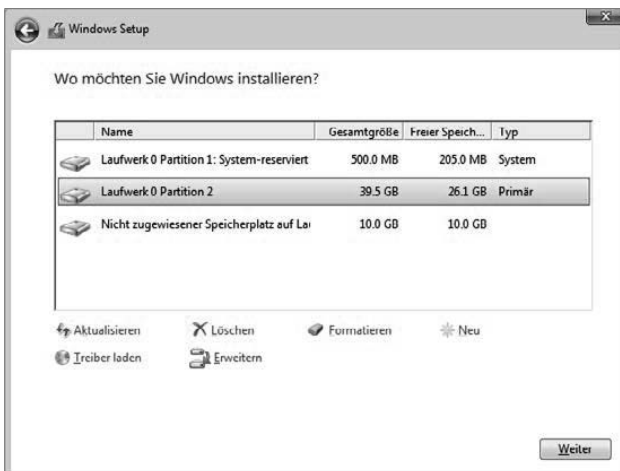 Windows Setup
Wo möchten Sie Windows installieren?
Name Gesamtgröße Freier Speich... Typ
Laufwerk 0 Partition 1: System-reserviert 500.0 MB 205.0 MB System
Laufwerk 0 Partition 2 39.5 GB 26.1 GB Primär
Nicht zugewiesener Speicherplatz auf Lau 10.0 GB 10.0 GB
Aktualisieren Löschen Formatieren Neu
Treiber laden Erweitern
Weiter